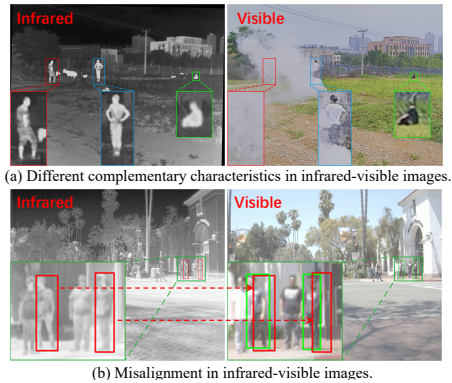 Infrared
Visible
(a) Different complementary characteristics in infrared-visible images.
Infrared
Visible
(b) Misalignment in infrared-visible images.